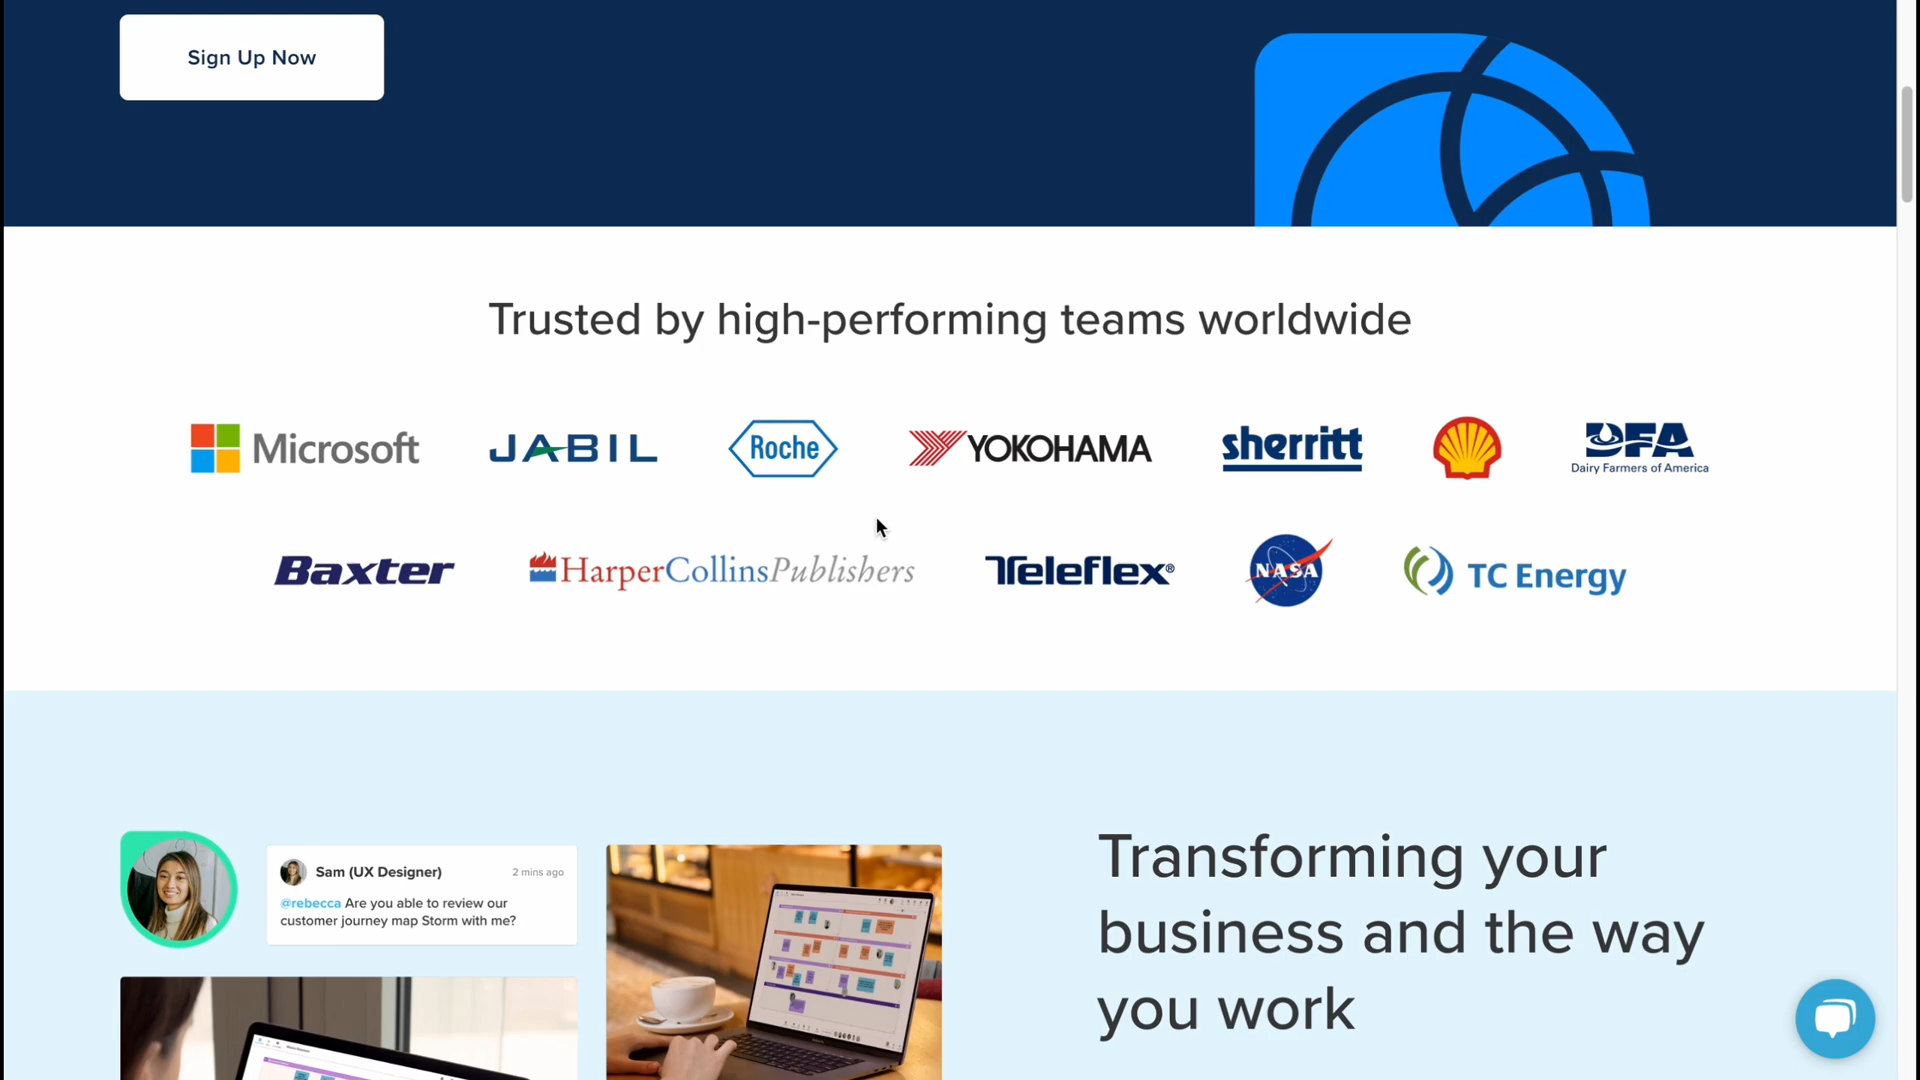 Sign Up Now
Trusted by high-performing teams worldwide
Microsoft JABIL Roche YOKOHAMA sherritt DFA
Dairy Farmers of America
Baxter HarperCollinsPublishers Teleflex® NASA TC Energy
Sam (UX Designer) 2 mins ago
@rebecca Are you able to review our
customer journey map Storm with me?
Transforming your
business and the way
you work